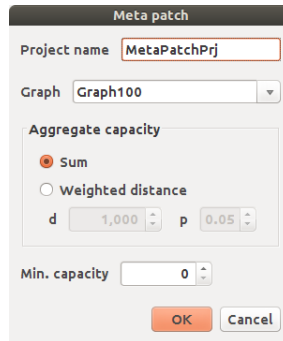 Meta patch
Project name MetaPatchPrj
Graph Graph100
Aggregate capacity
Sum
Weighted distance
d 1,000 p 0.05
Min. capacity 0
OK Cancel